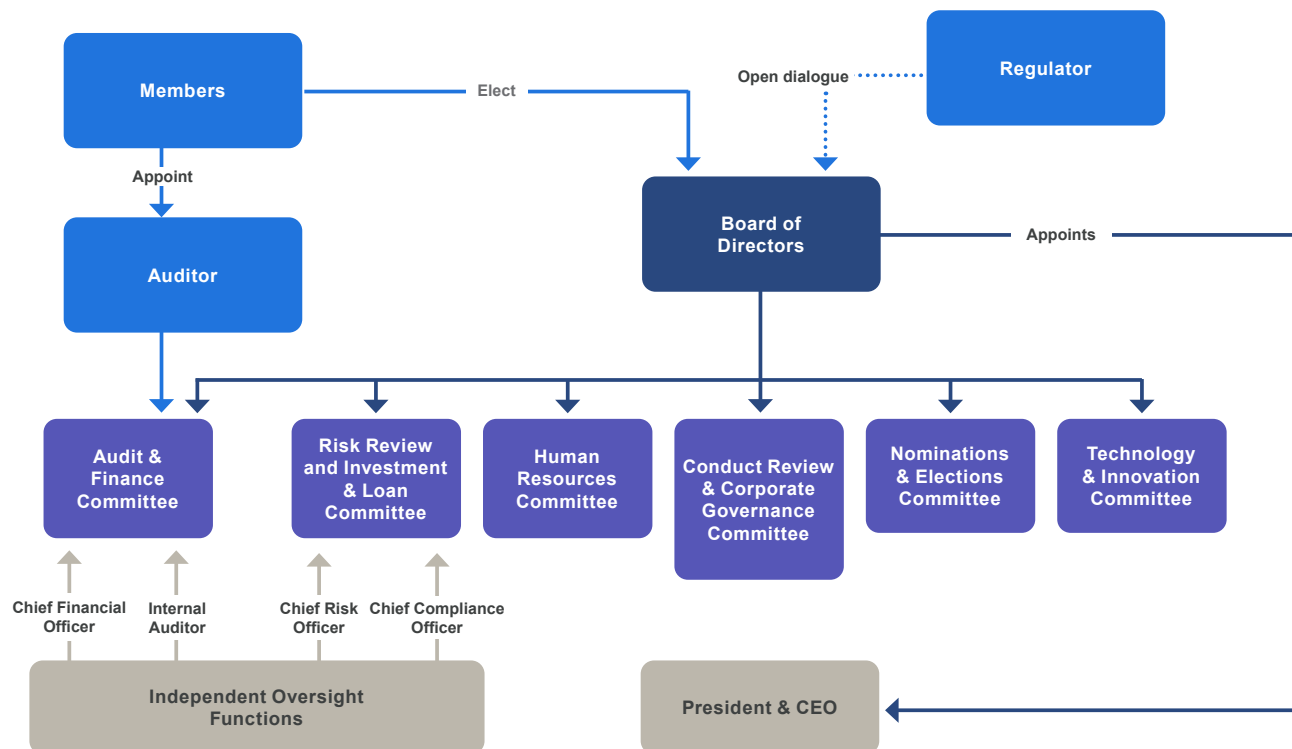 Members
Elect
Open dialogue
Regulator
Appoint
Board of
Directors
Appoints
Auditor
Audit &
Finance
Committee
Risk Review
and Investment
& Loan
Committee
Human
Resources
Committee
Conduct Review
& Corporate
Governance
Committee
Nominations
& Elections
Committee
Technology
& Innovation
Committee
Chief Financial
Officer
Internal
Auditor
Chief Risk
Officer
Chief Compliance
Officer
Independent Oversight
Functions
President & CEO